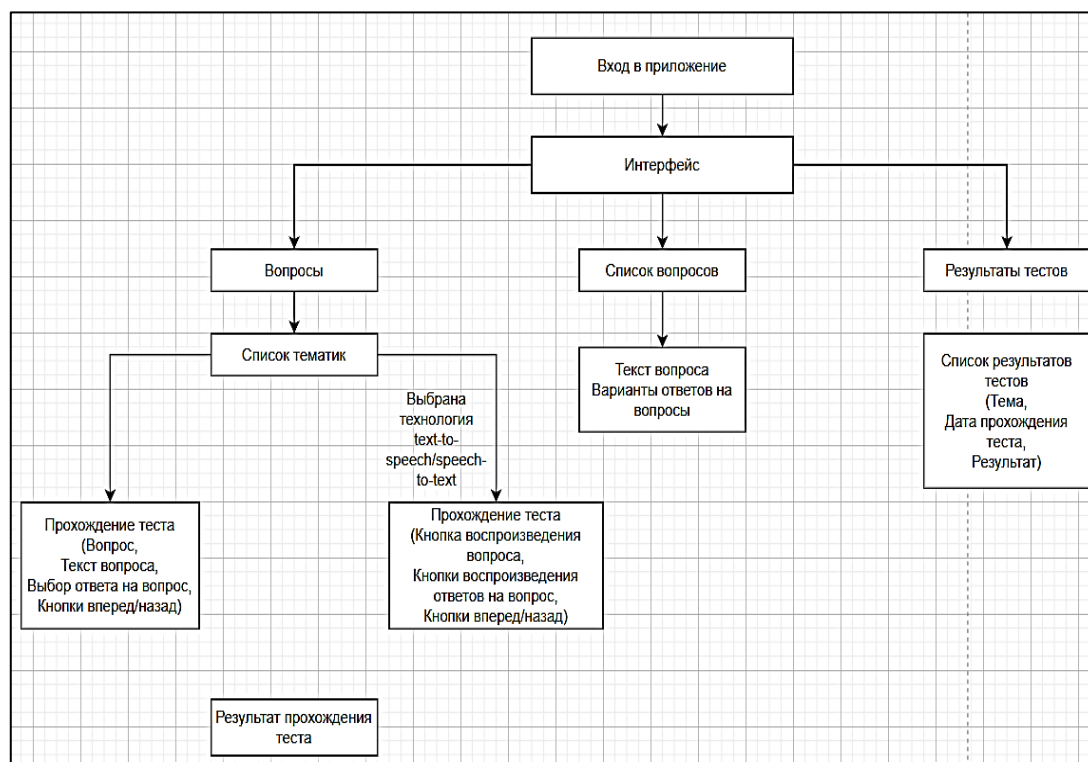 Вход в приложение
Интерфейс
Вопросы
Список вопросов
Результаты тестов
Список тематик
Текст вопроса
Варианты ответов на
вопросы
Список результатов
тестов
(Тема,
Дата прохождения
теста,
Результат)
Выбрана
технология
text-to-
speech/speech-
to-text
Прохождение теста
(Вопрос,
Текст вопроса,
Выбор ответа на вопрос,
Кнопки вперед/назад)
Прохождение теста
(Кнопка воспроизведения
вопроса,
Кнопки воспроизведения
ответов на вопрос,
Кнопки вперед/назад)
Результат прохождения
теста